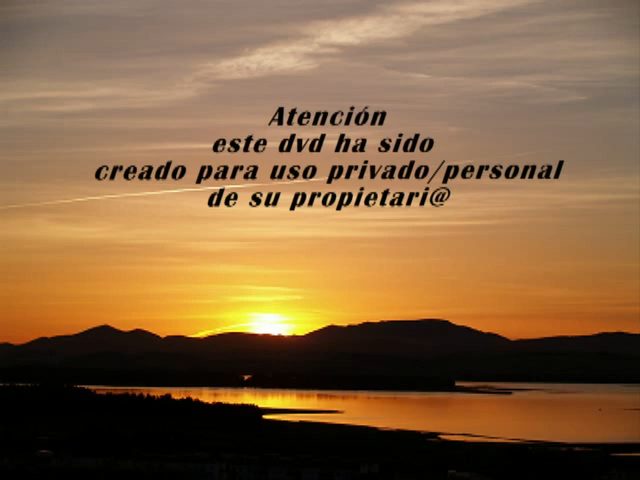 Atención
este dvd ha sido
creado para uso privado/personal
de su propietari@